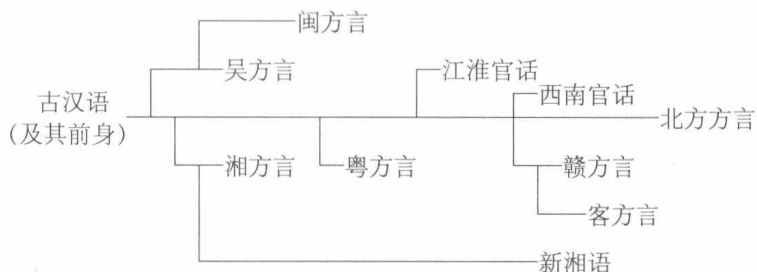 闽方言
吴方言
江淮官话
西南官话
古汉语
(及其前身)
北方方言
湘方言
粤方言
赣方言
客方言
新湘语